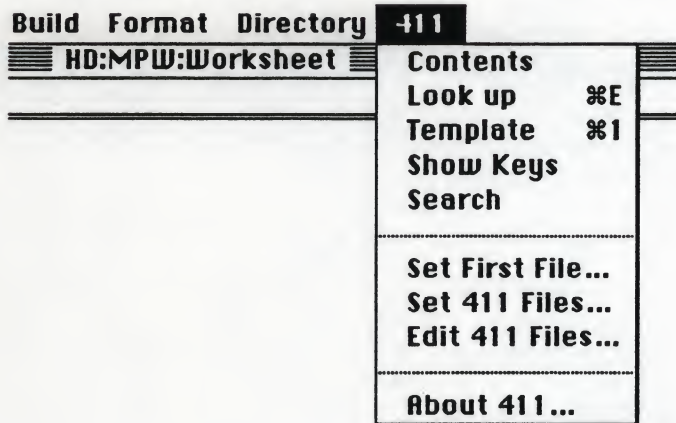 Build Format Directory 411
HD:MPW:Worksheet
Contents
Look up ⌘E
Template ⌘1
Show Keys
Search
Set First File...
Set 411 Files...
Edit 411 Files...
About 411...